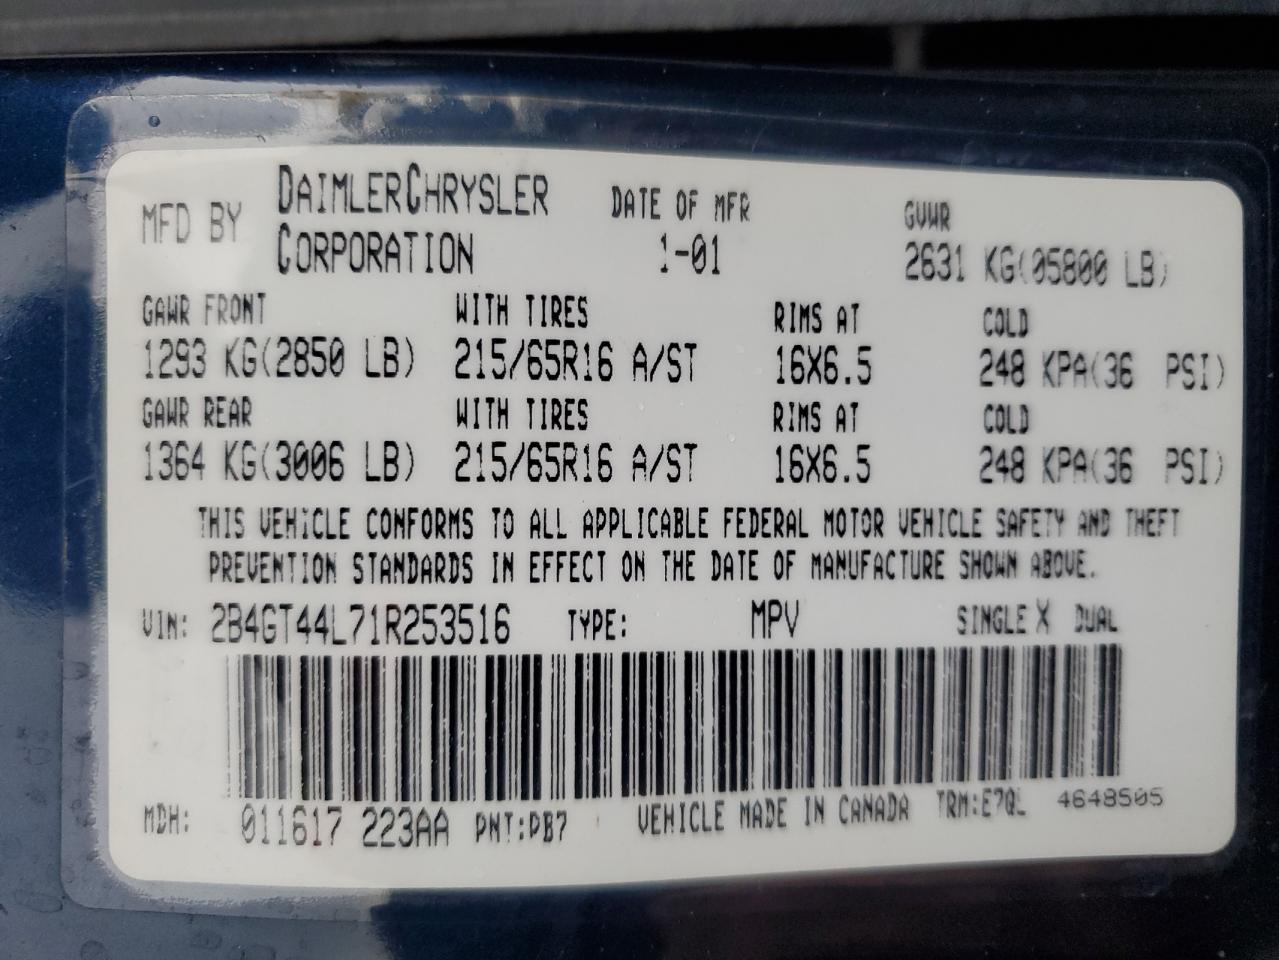 MFD BY DAIMLERCHRYSLER CORPORATION DATE OF MFR 1-01 GVWR 2631 KG(05800 LB)
GAWR FRONT WITH TIRES RIMS AT COLD
1293 KG(2850 LB) 215/65R16 A/ST 16X6.5 248 KPA(36 PSI)
GAWR REAR WITH TIRES RIMS AT COLD
1364 KG(3006 LB) 215/65R16 A/ST 16X6.5 248 KPA(36 PSI)
THIS VEHICLE CONFORMS TO ALL APPLICABLE FEDERAL MOTOR VEHICLE SAFETY AND THEFT
PREVENTION STANDARDS IN EFFECT ON THE DATE OF MANUFACTURE SHOWN ABOVE.
VIN: 2B4GT44L71R253516 TYPE: MPV SINGLE X DUAL
MDH: 011617 223AA PNT:PB7 VEHICLE MADE IN CANADA TRM:E7QL 4648505